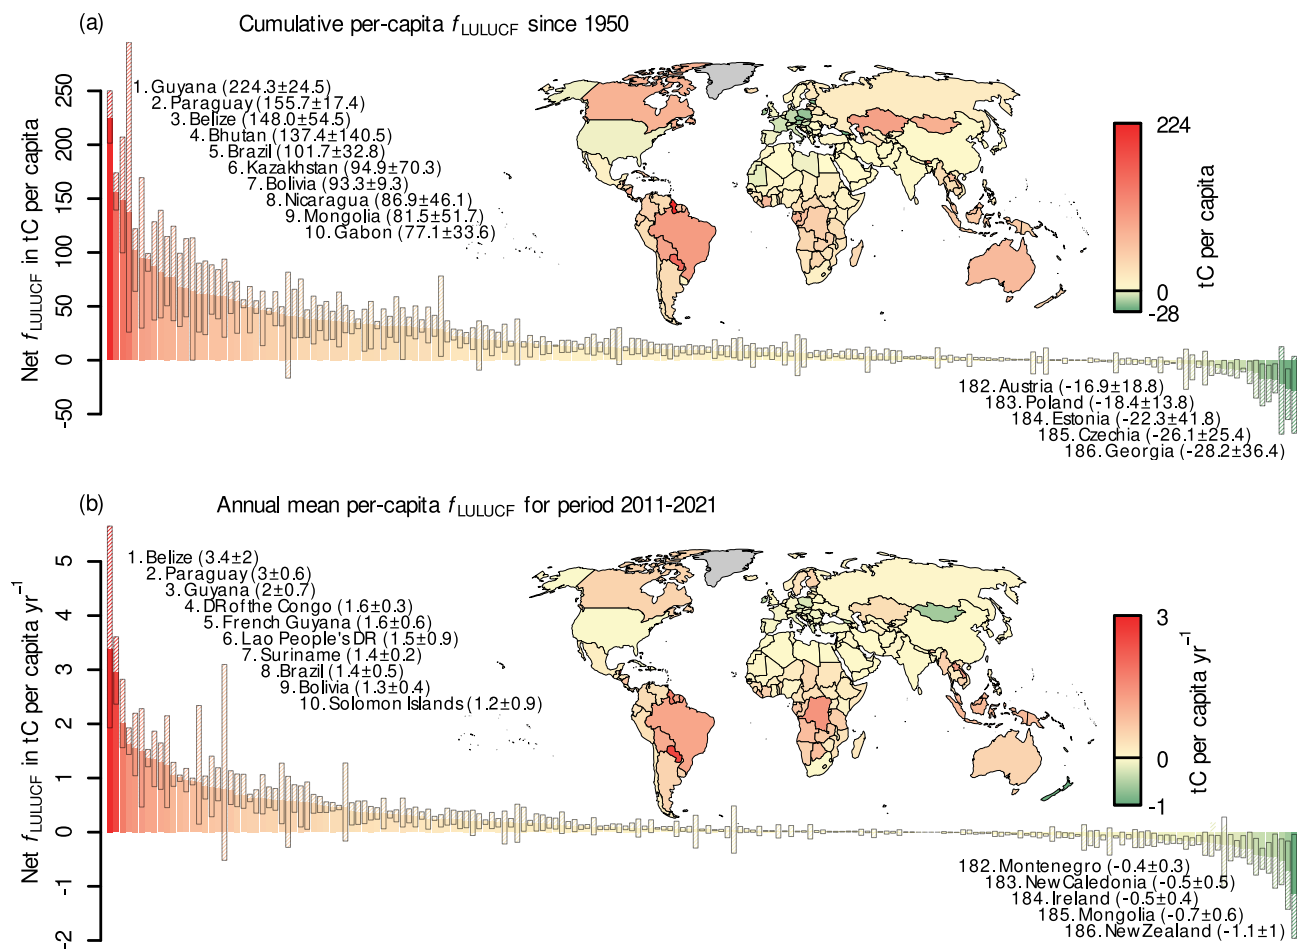 (a) Cumulative per-capita fLULUCF since 1950
Net fLULUCF in tC per capita
250
200
150
100
50
0
-50
1. Guyana (224.3±24.5)
2. Paraguay (155.7±17.4)
3. Belize (148.0±54.5)
4. Bhutan (137.4±140.5)
5. Brazil (101.7±32.8)
6. Kazakhstan (94.9±70.3)
7. Bolivia (93.3±9.3)
8. Nicaragua (86.9±46.1)
9. Mongolia (81.5±51.7)
10. Gabon (77.1±33.6)
224
0
-28
tC per capita
182. Austria (-16.9±18.8)
183. Poland (-18.4±13.8)
184. Estonia (-22.3±41.8)
185. Czechia (-26.1±25.4)
186. Georgia (-28.2±36.4)
(b) Annual mean per-capita fLULUCF for period 2011-2021
Net fLULUCF in tC per capita yr−1
5
4
3
2
1
0
-1
-2
1. Belize (3.4±2)
2. Paraguay (3±0.6)
3. Guyana (2±0.7)
4. DR of the Congo (1.6±0.3)
5. French Guyana (1.6±0.6)
6. Lao People's DR (1.5±0.9)
7. Suriname (1.4±0.2)
8. Brazil (1.4±0.5)
9. Bolivia (1.3±0.4)
10. Solomon Islands (1.2±0.9)
3
0
-1
tC per capita yr−1
182. Montenegro (-0.4±0.3)
183. New Caledonia (-0.5±0.5)
184. Ireland (-0.5±0.4)
185. Mongolia (-0.7±0.6)
186. New Zealand (-1.1±1)